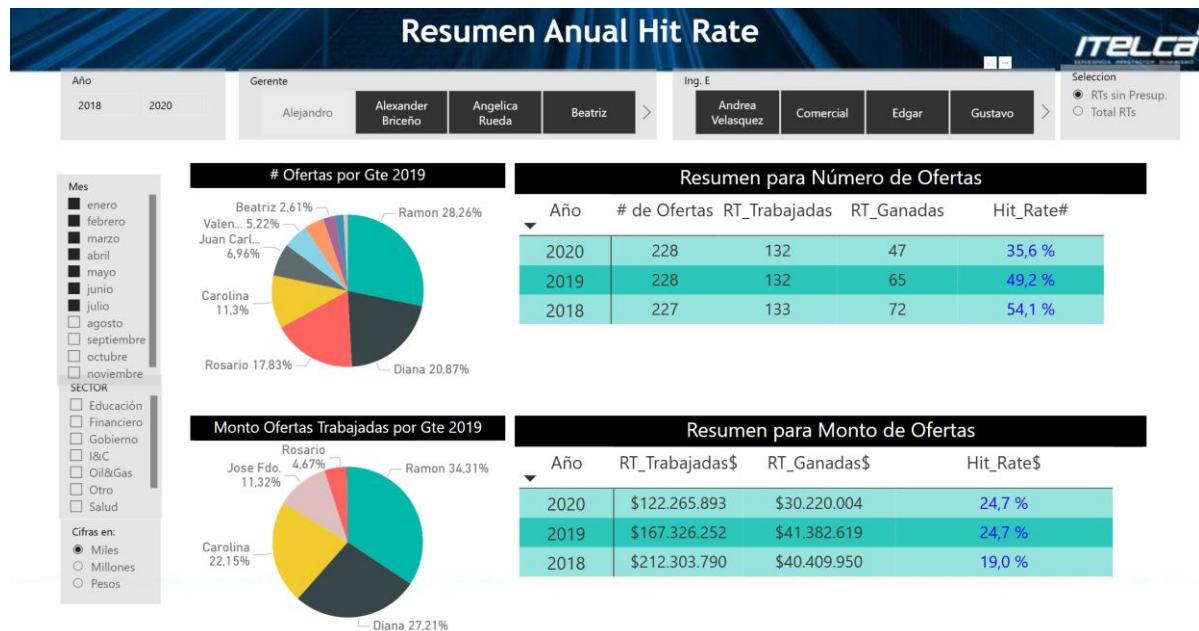 Resumen Anual Hit Rate
ITELCA
Año
2018 2020
Gerente
Alejandro
Alexander
Briceño
Angelica
Rueda
Beatriz
Ing. E
Andrea
Velasquez
Comercial
Edgar
Gustavo
Seleccion
RTs sin Presup.
Total RTs
Mes
enero
febrero
marzo
abril
mayo
junio
julio
agosto
septiembre
octubre
noviembre
SECTOR
Educación
Financiero
Gobierno
I&C
Oil&Gas
Otro
Salud
Cifras en:
Miles
Millones
Pesos
# Ofertas por Gte 2019
Beatriz 2,61%
Valen... 5,22%
Juan Carl...
6,96%
Carolina
11,3%
Rosario 17,83%
Ramon 28,26%
Diana 20,87%
Resumen para Número de Ofertas
Año # de Ofertas RT_Trabajadas RT_Ganadas Hit_Rate#
2020 228 132 47 35,6 %
2019 228 132 65 49,2 %
2018 227 133 72 54,1 %
Monto Ofertas Trabajadas por Gte 2019
Rosario
4,67%
Jose Fdo.
11,32%
Carolina
22,15%
Ramon 34,31%
Diana 27,21%
Resumen para Monto de Ofertas
Año RT_Trabajadas$ RT_Ganadas$ Hit_Rate$
2020 $122.265.893 $30.220.004 24,7 %
2019 $167.326.252 $41.382.619 24,7 %
2018 $212.303.790 $40.409.950 19,0 %